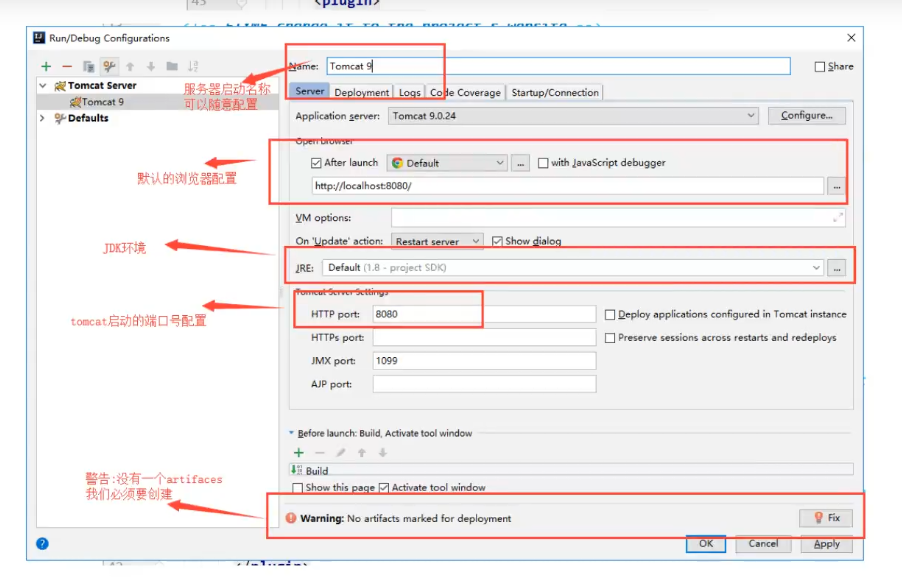 43
<plugin>
Run/Debug Configurations
Name: Tomcat 9
Share
Tomcat Server
Tomcat 9
Defaults
服务器启动名称
可以随意配置
Server Deployment Logs Code Coverage Startup/Connection
Application server: Tomcat 9.0.24 Configure...
Open browser
After launch Default ... with JavaScript debugger
http://localhost:8080/ ...
默认的浏览器配置
VM options:
On 'Update' action: Restart server Show dialog
JDK环境
JRE: Default (1.8 - project SDK) ...
Tomcat Server Settings
HTTP port: 8080 Deploy applications configured in Tomcat instance
tomcat启动的端口号配置
HTTPs port: Preserve sessions across restarts and redeploys
JMX port: 1099
AJP port:
Before launch: Build, Activate tool window
Build
Show this page Activate tool window
警告:没有一个artifaces
我们必须要创建
Warning: No artifacts marked for deployment Fix
? OK Cancel Apply
</plugin>